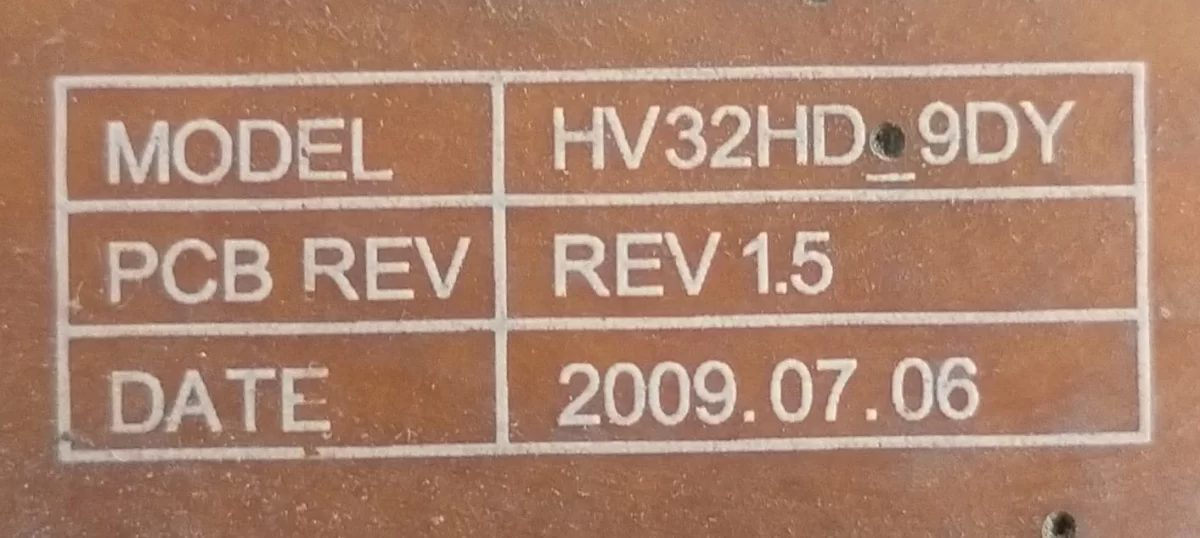 MODEL HV32HD_9DY
PCB REV REV 1.5
DATE 2009.07.06